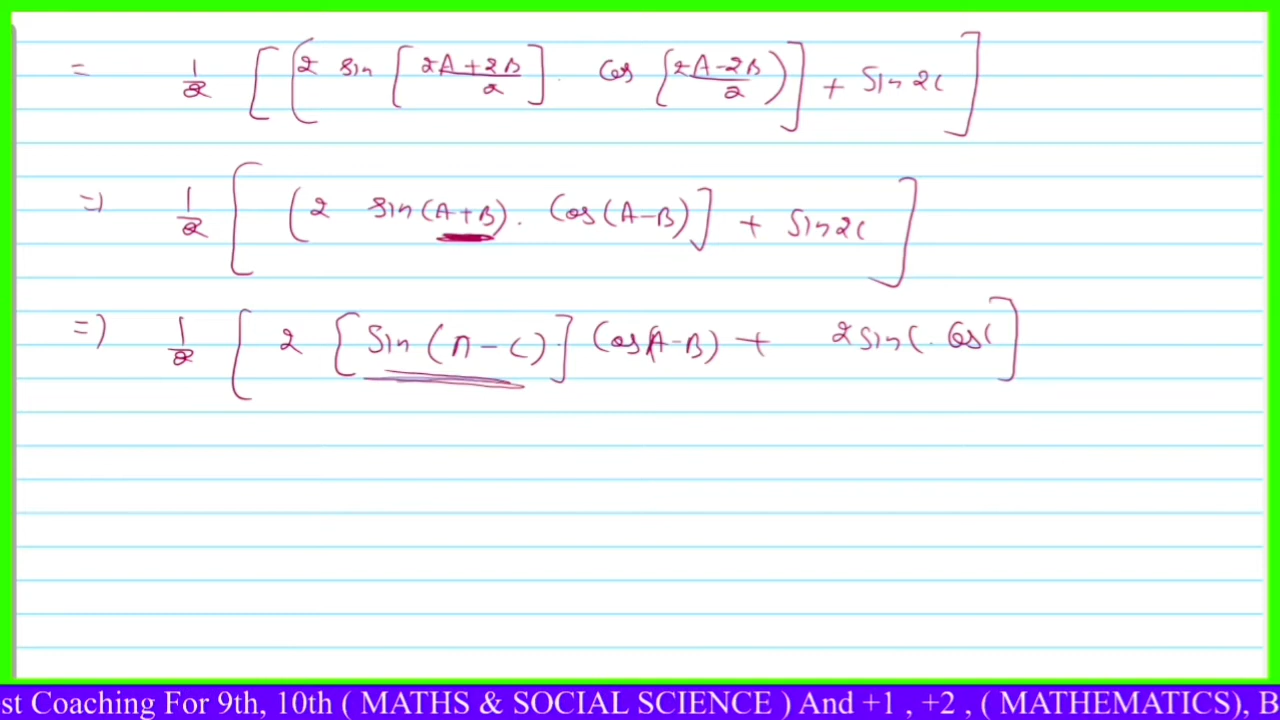 = 1/2 [ [ 2 sin [ 2A + 2B / 2 ] . Cos ( 2A - 2B / 2 ) ] + Sin 2C ]
=) 1/2 [ ( 2 sin (A + B) . Cos (A - B) ] + Sin 2C ]
=) 1/2 [ 2 [ Sin ( π - C ) ] Cos(A - B) + 2 Sin C . Cos C ]
st Coaching For 9th, 10th ( MATHS & SOCIAL SCIENCE ) And +1 , +2 , ( MATHEMATICS), B